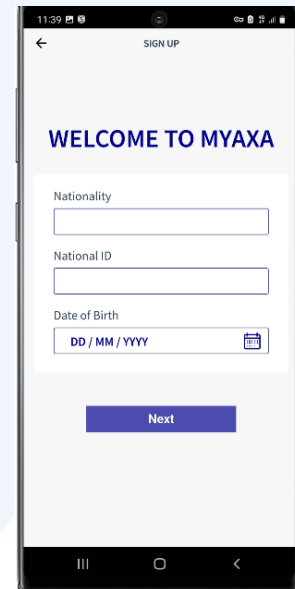 11:39
SIGN UP
WELCOME TO MYAXA
Nationality
National ID
Date of Birth
DD / MM / YYYY
Next